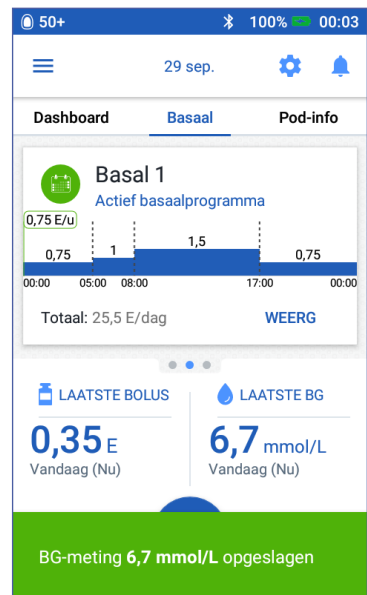 50+ 100% 00:03
29 sep.
Dashboard Basaal Pod-info
Basal 1
Actief basaalprogramma
0,75 E/u
0,75 1 1,5 0,75
00:00 05:00 08:00 17:00 00:00
Totaal: 25,5 E/dag WEERG
LAATSTE BOLUS LAATSTE BG
0,35 E 6,7 mmol/L
Vandaag (Nu) Vandaag (Nu)
BG-meting 6,7 mmol/L opgeslagen